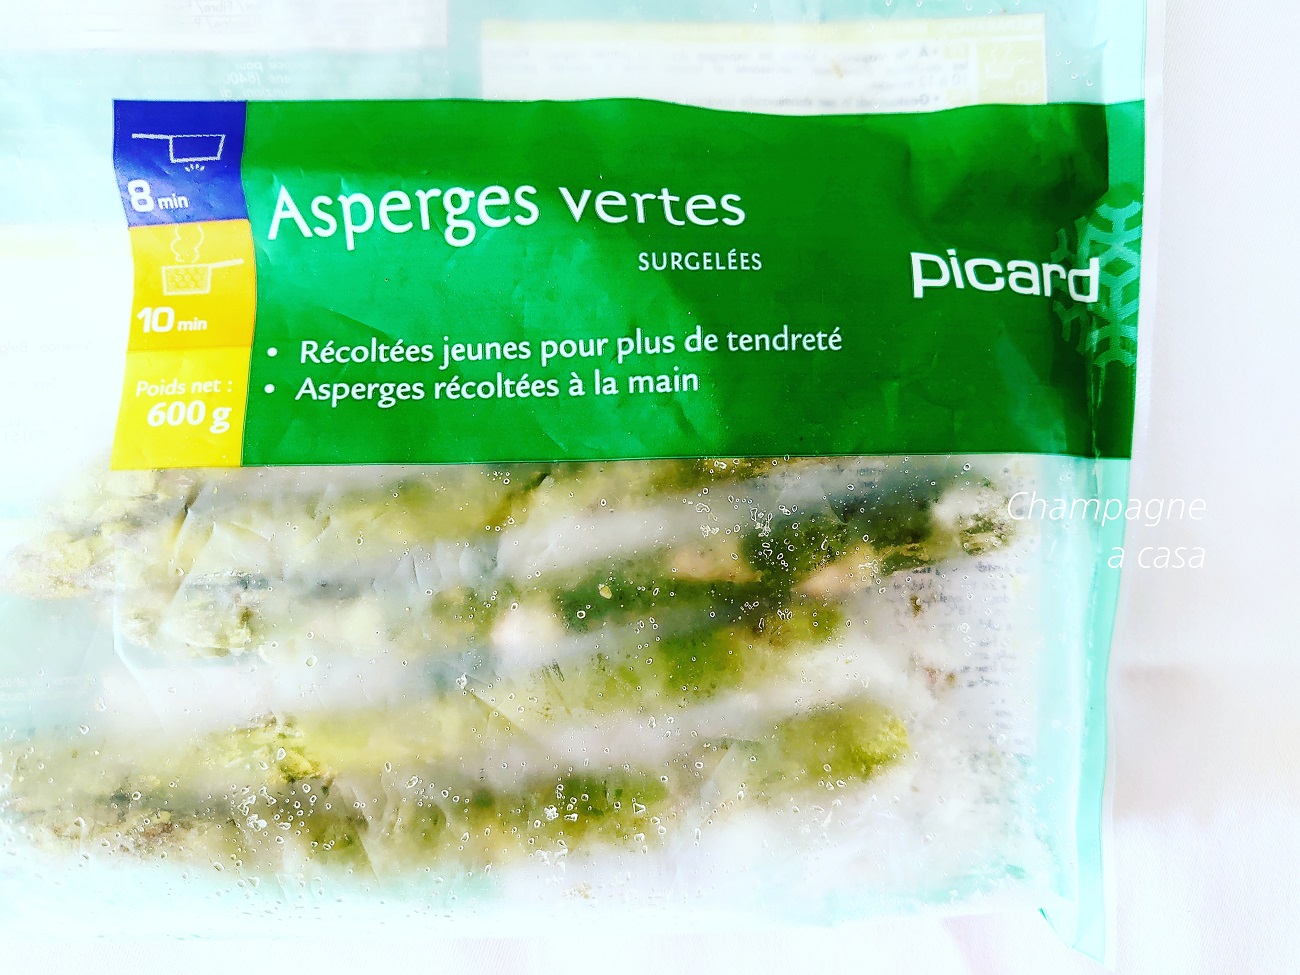 8 min
10 min
Poids net :
600 g
Asperges vertes
SURGELÉES
picard
• Récoltées jeunes pour plus de tendreté
• Asperges récoltées à la main
Champagne
a casa